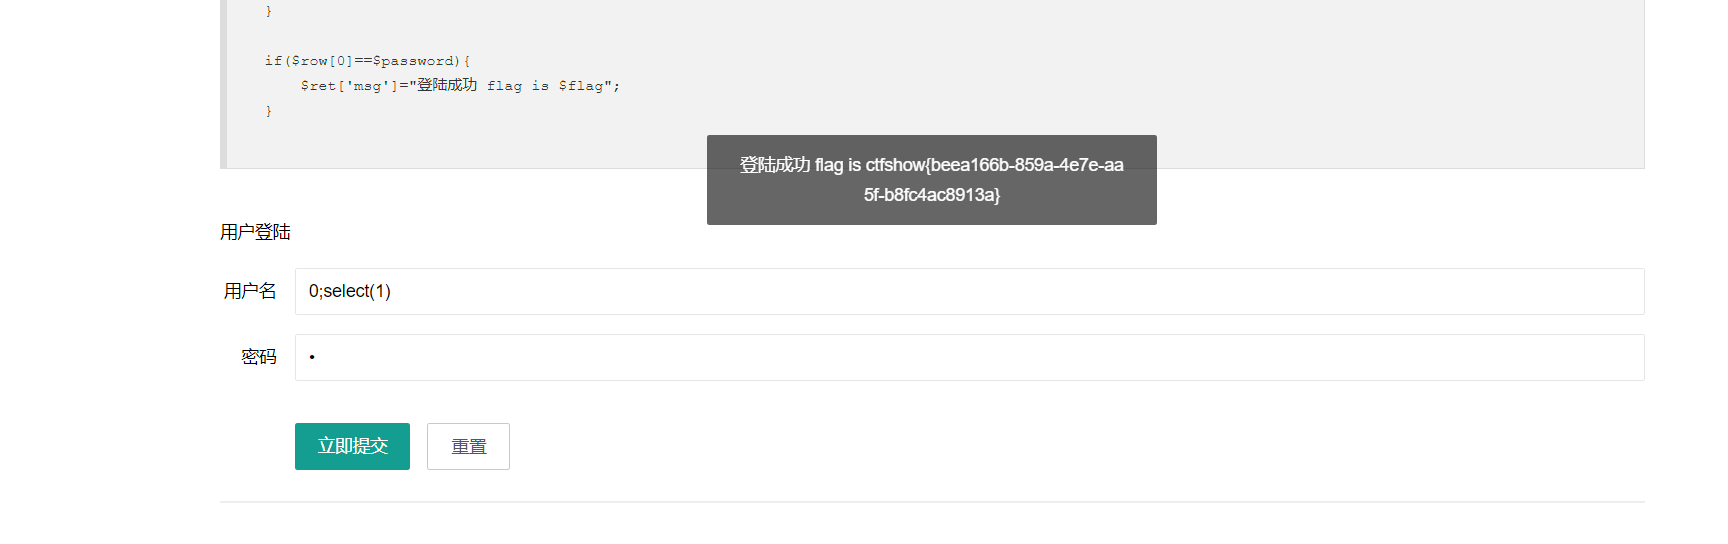 }
if($row[0]==$password){
$ret['msg']="登陆成功 flag is $flag";
}
登陆成功 flag is ctfshow{beea166b-859a-4e7e-aa
5f-b8fc4ac8913a}
用户登陆
用户名 0;select(1)
密码 •
立即提交 重置